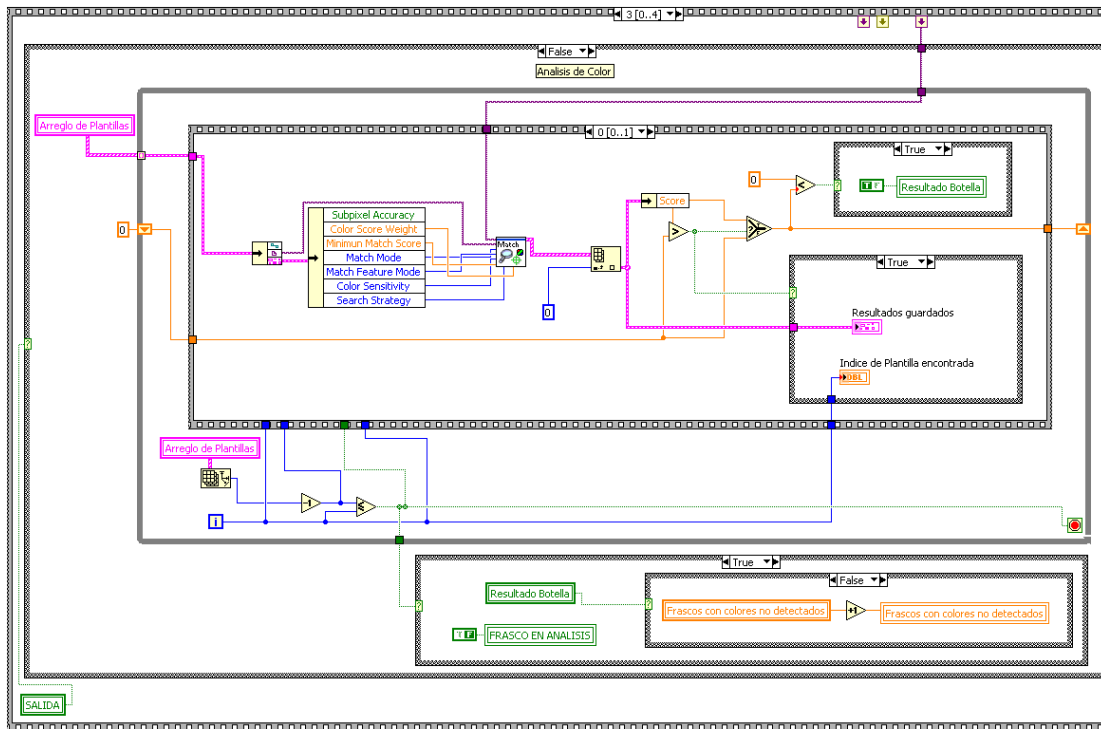 3 [0..4]
False
Analisis de Color
Arreglo de Plantillas
0 [0..1]
True
0
<
T F
Resultado Botella
Score
>
? F
0
Subpixel Accuracy
Color Score Weight
Minimun Match Score
Match Mode
Match Feature Mode
Color Sensitivity
Search Strategy
Match
0
True
?
Resultados guardados
Indice de Plantilla encontrada
DBL
?
Arreglo de Plantillas
-1
≤
i
True
False
Resultado Botella
?
Frascos con colores no detectados
+1
Frascos con colores no detectados
T F
FRASCO EN ANALISIS
?
SALIDA